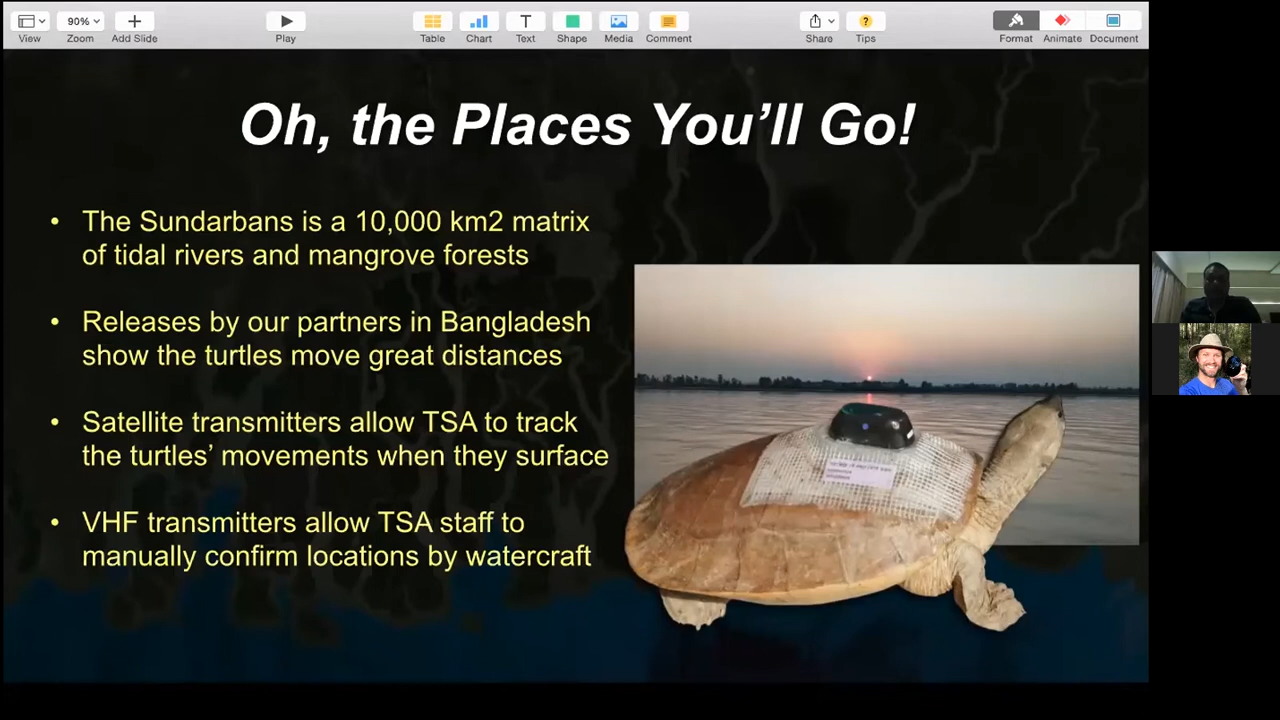 90%
View
Zoom
Add Slide
Play
Table
Chart
Text
Shape
Media
Comment
Share
Tips
Format
Animate
Document
Oh, the Places You’ll Go!
• The Sundarbans is a 10,000 km2 matrix
of tidal rivers and mangrove forests
• Releases by our partners in Bangladesh
show the turtles move great distances
• Satellite transmitters allow TSA to track
the turtles’ movements when they surface
• VHF transmitters allow TSA staff to
manually confirm locations by watercraft